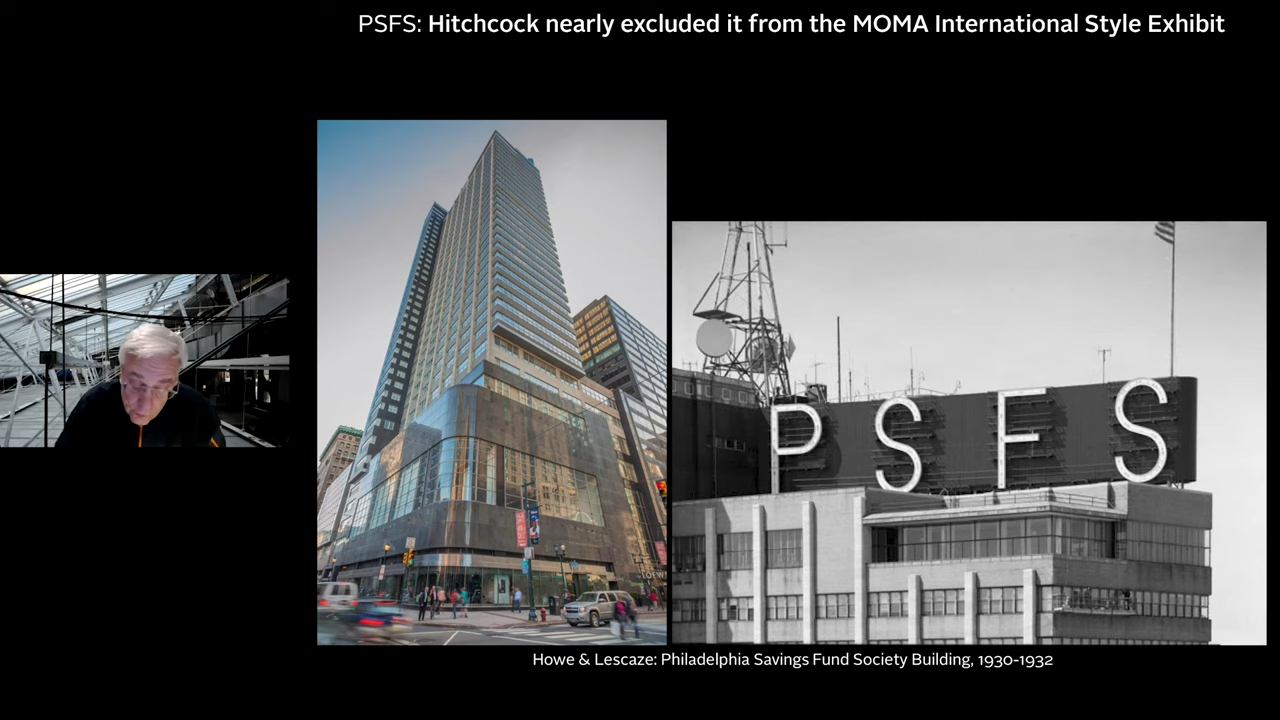 PSFS: Hitchcock nearly excluded it from the MOMA International Style Exhibit
PSFS
LOEWS
Howe & Lescaze: Philadelphia Savings Fund Society Building, 1930-1932